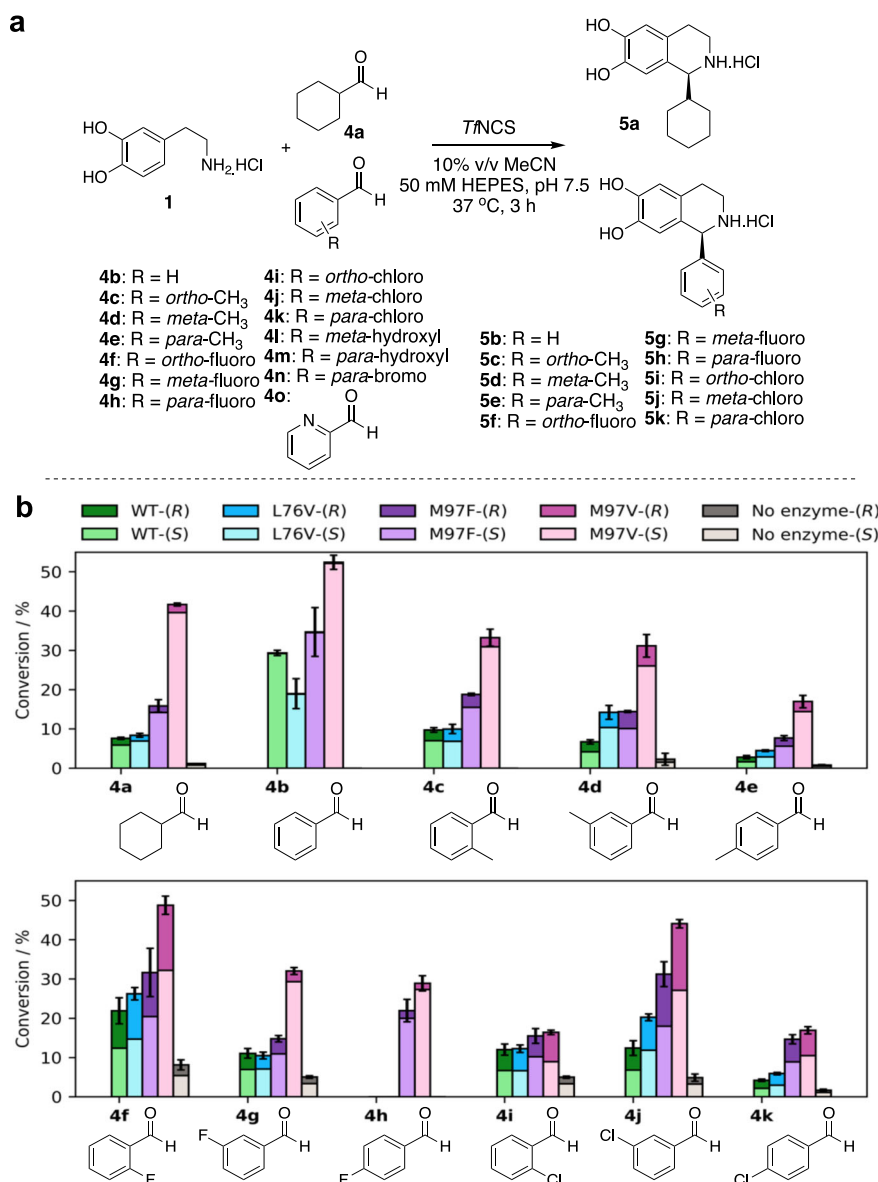 a
HO
HO
NH2.HCl
1
+
O
H
4a
O
H
R
TfNCS
10% v/v MeCN
50 mM HEPES, pH 7.5
37 °C, 3 h
HO
HO
NH.HCl
5a
HO
HO
NH.HCl
R
4b: R = H
4c: R = ortho-CH3
4d: R = meta-CH3
4e: R = para-CH3
4f: R = ortho-fluoro
4g: R = meta-fluoro
4h: R = para-fluoro
4i: R = ortho-chloro
4j: R = meta-chloro
4k: R = para-chloro
4l: R = meta-hydroxyl
4m: R = para-hydroxyl
4n: R = para-bromo
4o:
N
O
H
5b: R = H
5c: R = ortho-CH3
5d: R = meta-CH3
5e: R = para-CH3
5f: R = ortho-fluoro
5g: R = meta-fluoro
5h: R = para-fluoro
5i: R = ortho-chloro
5j: R = meta-chloro
5k: R = para-chloro
b
WT-(R) L76V-(R) M97F-(R) M97V-(R) No enzyme-(R)
WT-(S) L76V-(S) M97F-(S) M97V-(S) No enzyme-(S)
Conversion / %
50
40
30
20
10
0
4a 4b 4c 4d 4e
O O O O O
H H H H H
Conversion / %
50
40
30
20
10
0
4f 4g 4h 4i 4j 4k
O O O O O O
H H H H H H
F F F Cl Cl Cl